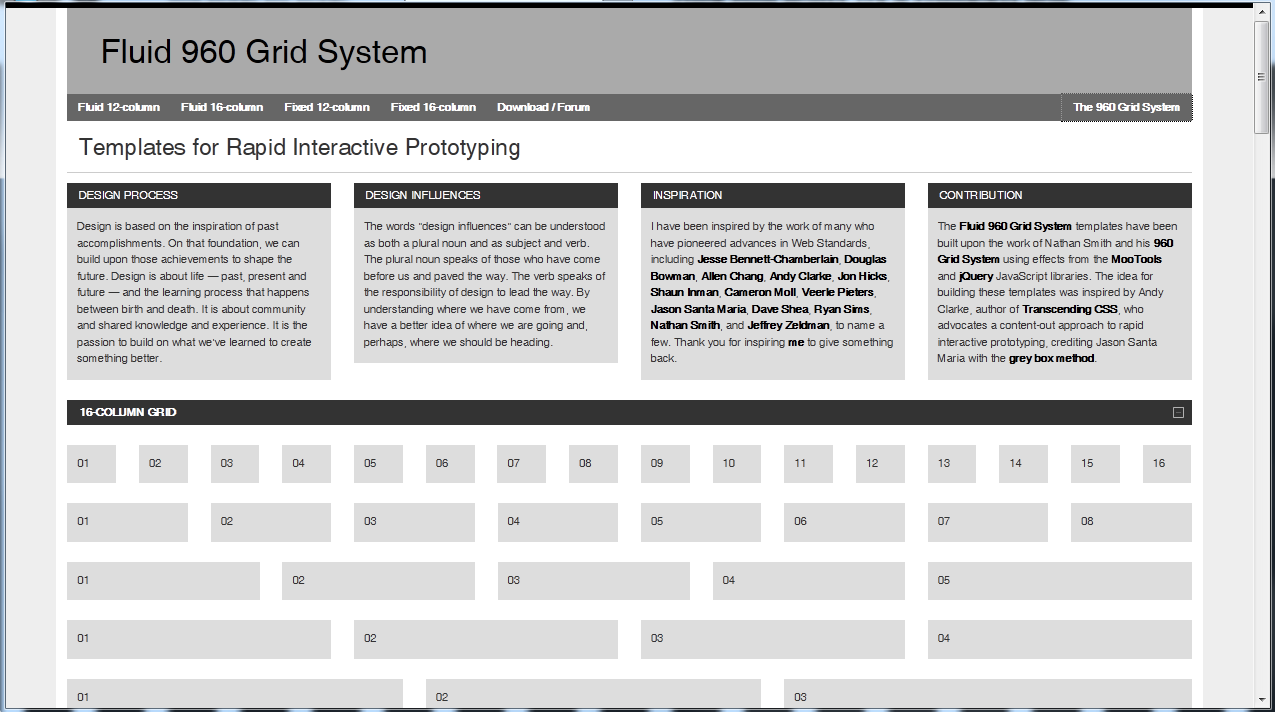 Fluid 960 Grid System
Fluid 12-column Fluid 16-column Fixed 12-column Fixed 16-column Download / Forum The 960 Grid System
Templates for Rapid Interactive Prototyping
DESIGN PROCESS
Design is based on the inspiration of past
accomplishments. On that foundation, we can
build upon those achievements to shape the
future. Design is about life — past, present and
future — and the learning process that happens
between birth and death. It is about community
and shared knowledge and experience. It is the
passion to build on what we've learned to create
something better.
DESIGN INFLUENCES
The words "design influences" can be understood
as both a plural noun and as subject and verb.
The plural noun speaks of those who have come
before us and paved the way. The verb speaks of
the responsibility of design to lead the way. By
understanding where we have come from, we
have a better idea of where we are going and,
perhaps, where we should be heading.
INSPIRATION
I have been inspired by the work of many who
have pioneered advances in Web Standards,
including Jesse Bennett-Chamberlain, Douglas
Bowman, Allen Chang, Andy Clarke, Jon Hicks,
Shaun Inman, Cameron Moll, Veerle Pieters,
Jason Santa Maria, Dave Shea, Ryan Sims,
Nathan Smith, and Jeffrey Zeldman, to name a
few. Thank you for inspiring me to give something
back.
CONTRIBUTION
The Fluid 960 Grid System templates have been
built upon the work of Nathan Smith and his 960
Grid System using effects from the MooTools
and jQuery JavaScript libraries. The idea for
building these templates was inspired by Andy
Clarke, author of Transcending CSS, who
advocates a content-out approach to rapid
interactive prototyping, crediting Jason Santa
Maria with the grey box method.
16-COLUMN GRID
01 02 03 04 05 06 07 08 09 10 11 12 13 14 15 16
01 02 03 04 05 06 07 08
01 02 03 04 05
01 02 03 04
01 02 03